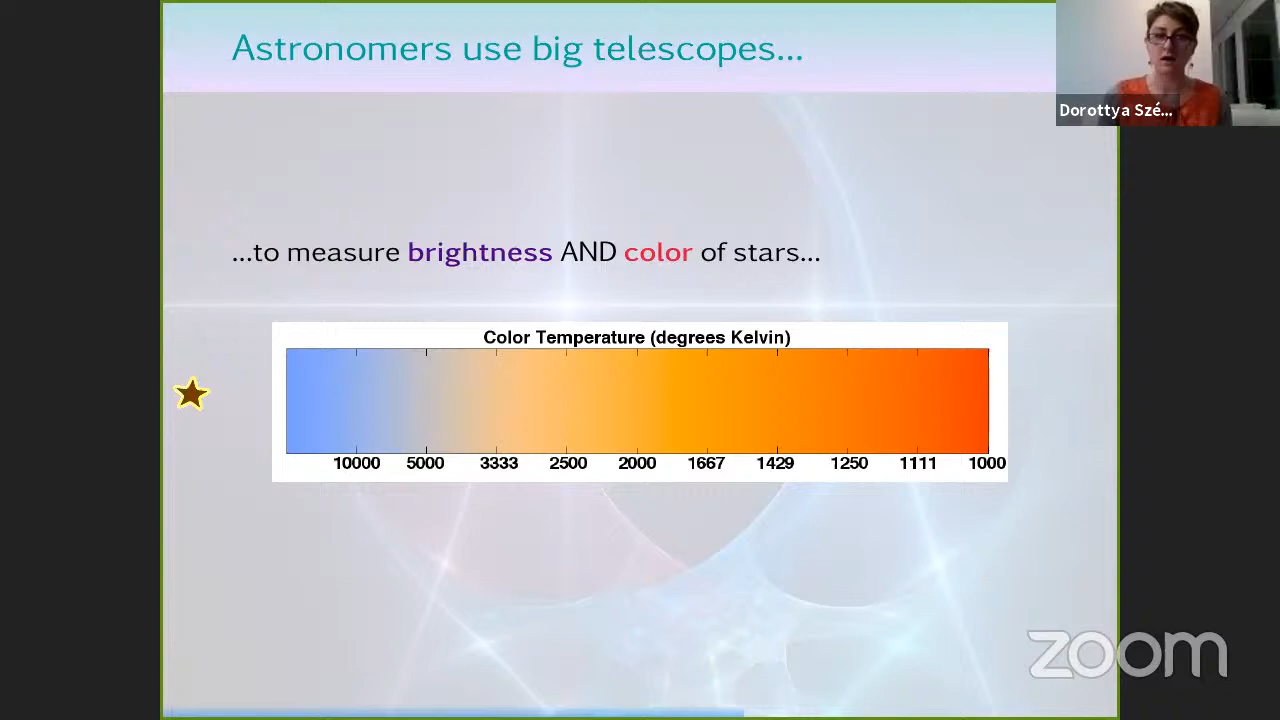 Astronomers use big telescopes...
Dorottya Szé...
...to measure brightness AND color of stars...
Color Temperature (degrees Kelvin)
10000 5000 3333 2500 2000 1667 1429 1250 1111 1000
zoom